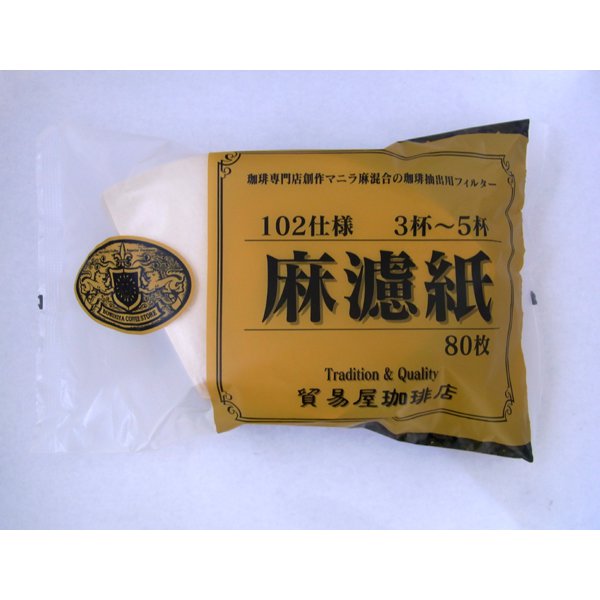 珈琲専門店創作マニラ麻混合の珈琲抽出用フィルター
102仕様 3杯～5杯
麻濾紙
80枚
Tradition & Quality
貿易屋珈琲店
COFFEE STORE